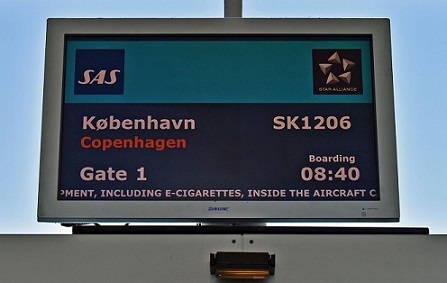 SAS
STAR ALLIANCE
København SK1206
Copenhagen
Boarding
Gate 1 08:40
PMENT, INCLUDING E-CIGARETTES, INSIDE THE AIRCRAFT C